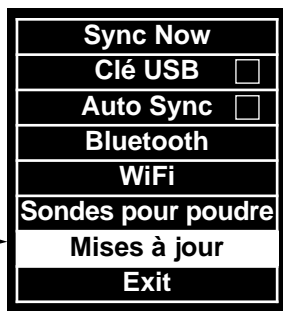 Sync Now
Clé USB
Auto Sync
Bluetooth
WiFi
Sondes pour poudre
Mises à jour
Exit